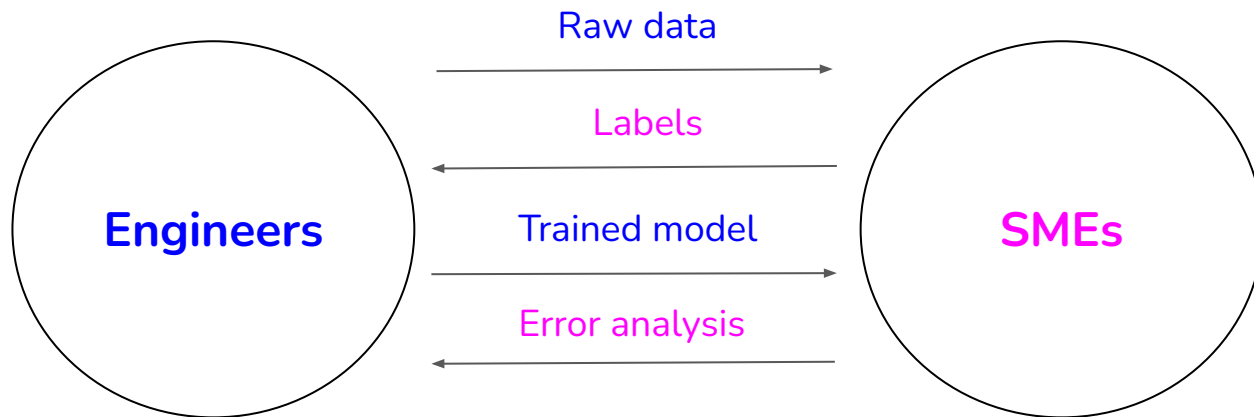 Raw data
Labels
Engineers
Trained model
SMEs
Error analysis